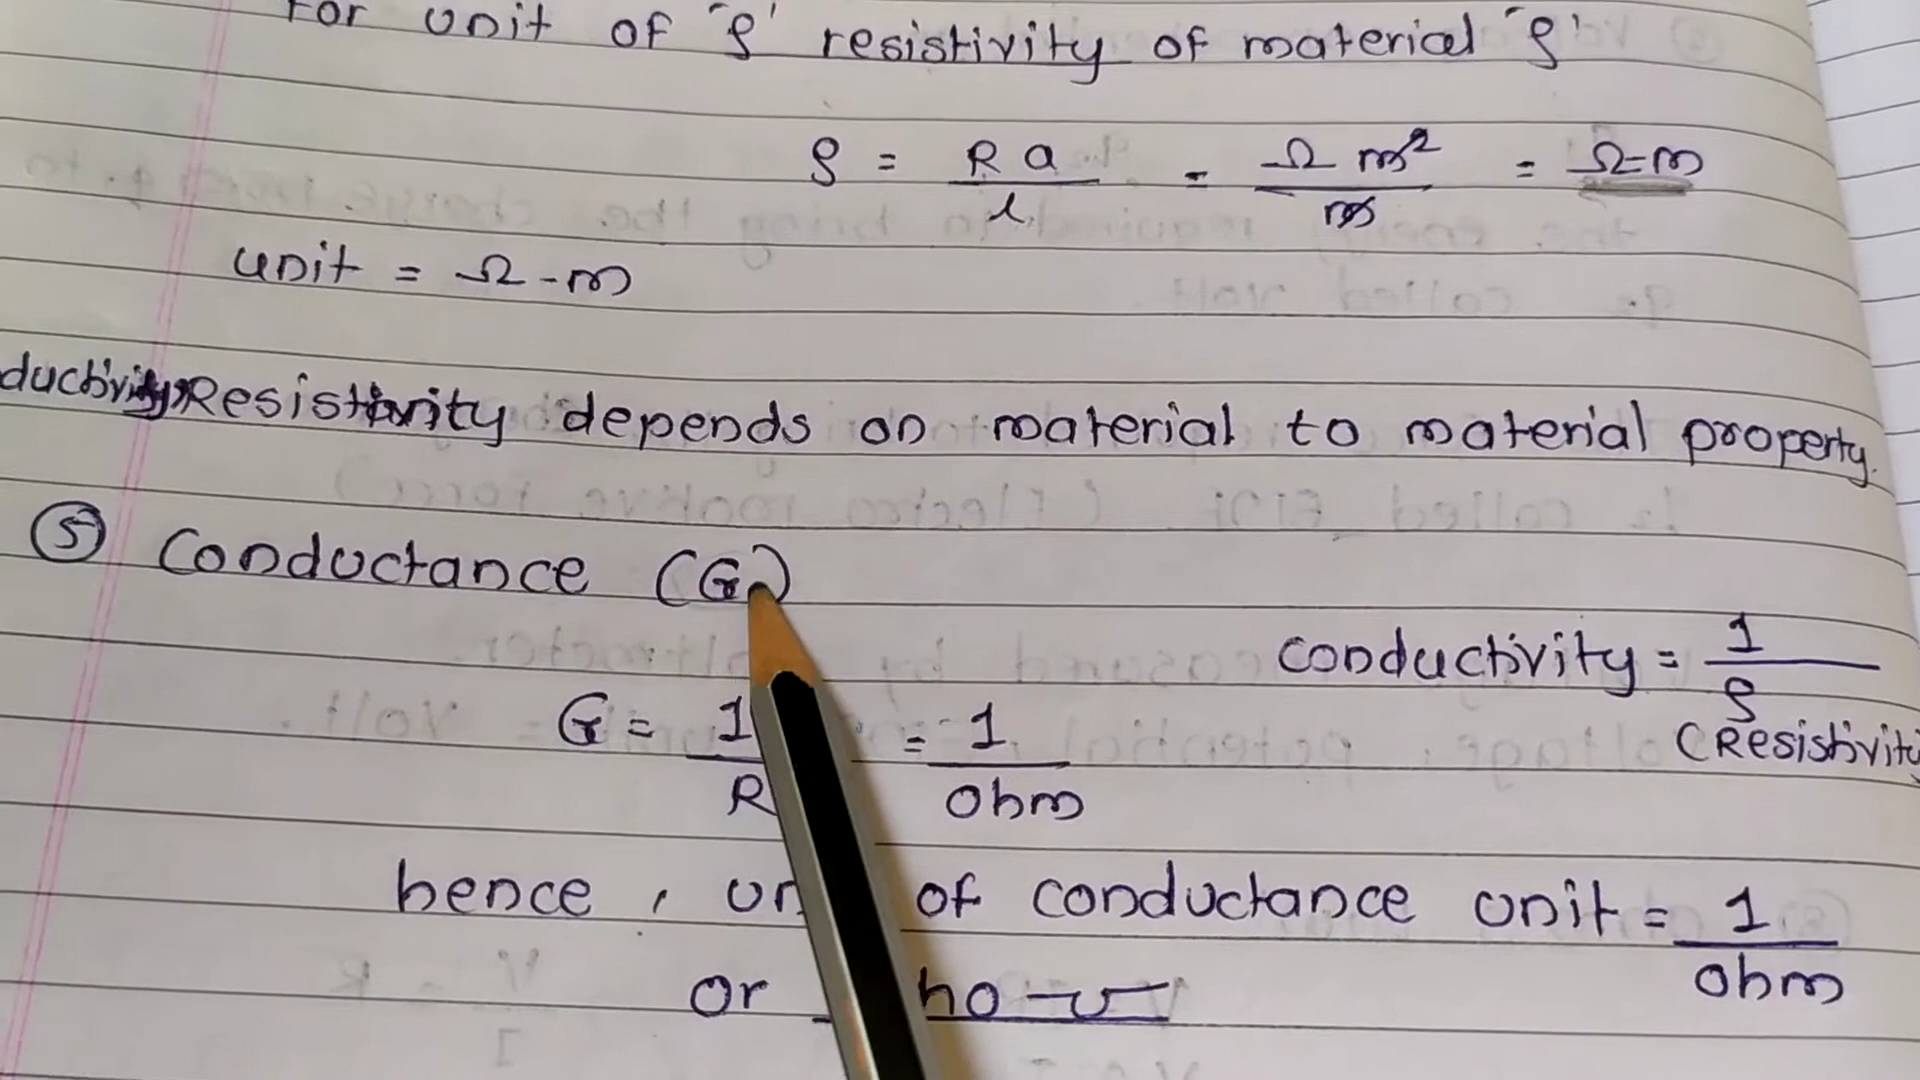 For unit of 'ρ' resistivity of material 'ρ'
ρ = R a / l = Ω m² / m = Ω-m
unit = Ω-m
Resistivity depends on material to material property.
⑤ Conductance (G)
conductivity = 1 / ρ
(Resistivity
G = 1 / R = 1 / Ohm
hence, of conductance unit = 1 / Ohm
or ℧